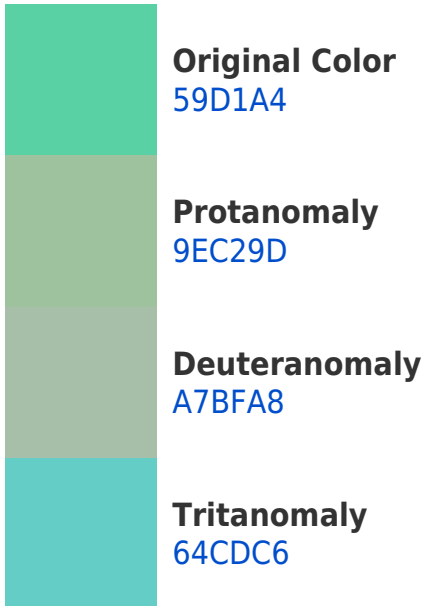 Original Color
59D1A4
Protanomaly
9EC29D
Deuteranomaly
A7BFA8
Tritanomaly
64CDC6